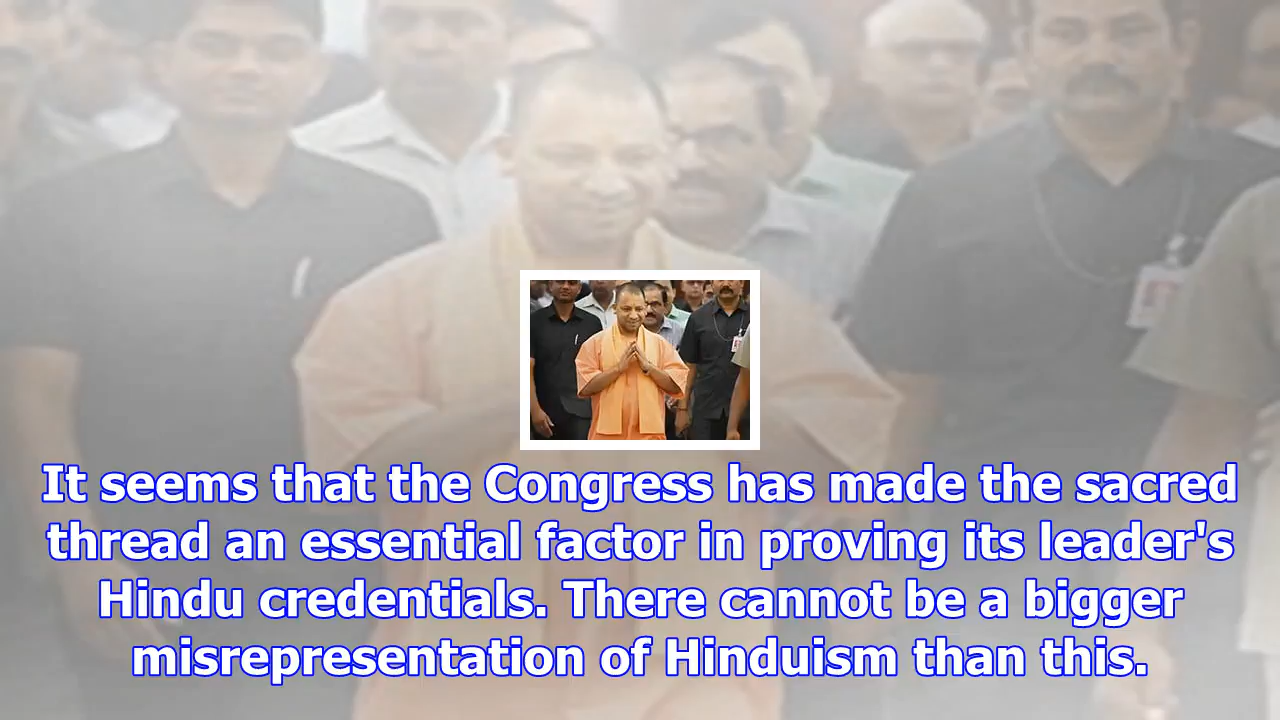 It seems that the Congress has made the sacred
thread an essential factor in proving its leader's
Hindu credentials. There cannot be a bigger
misrepresentation of Hinduism than this.